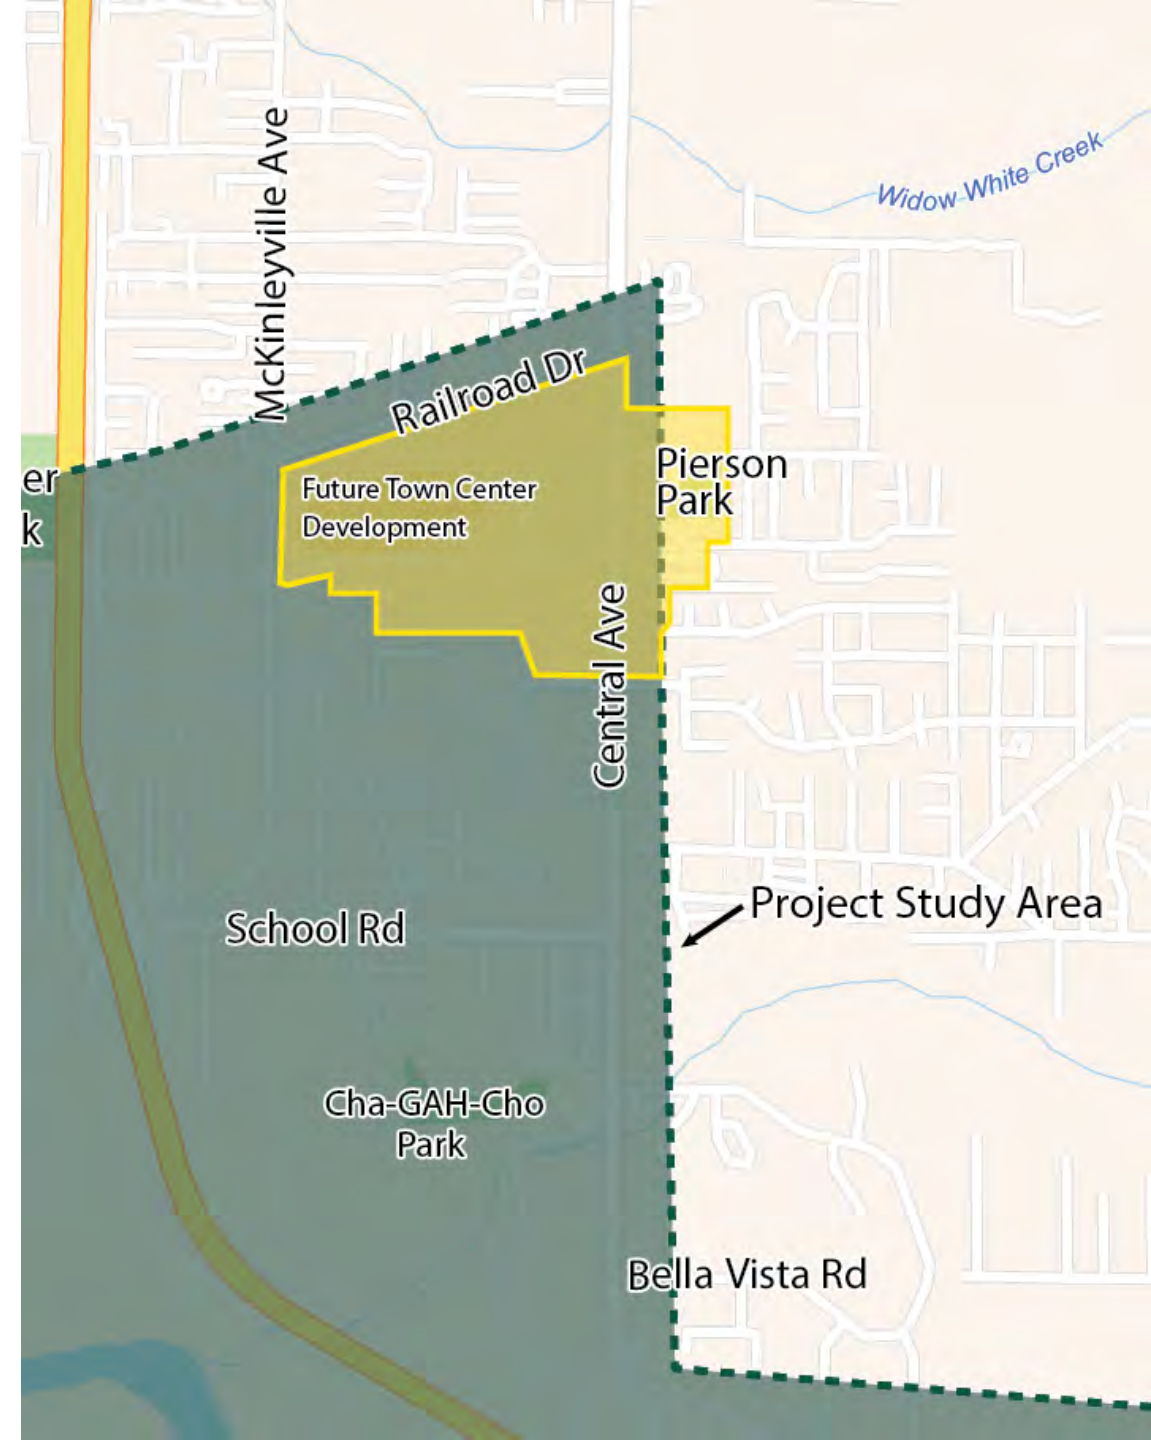 McKinleyville Ave
Widow White Creek
Railroad Dr
er
k
Future Town Center
Development
Pierson
Park
Central Ave
School Rd
Project Study Area
Cha-GAH-Cho
Park
Bella Vista Rd